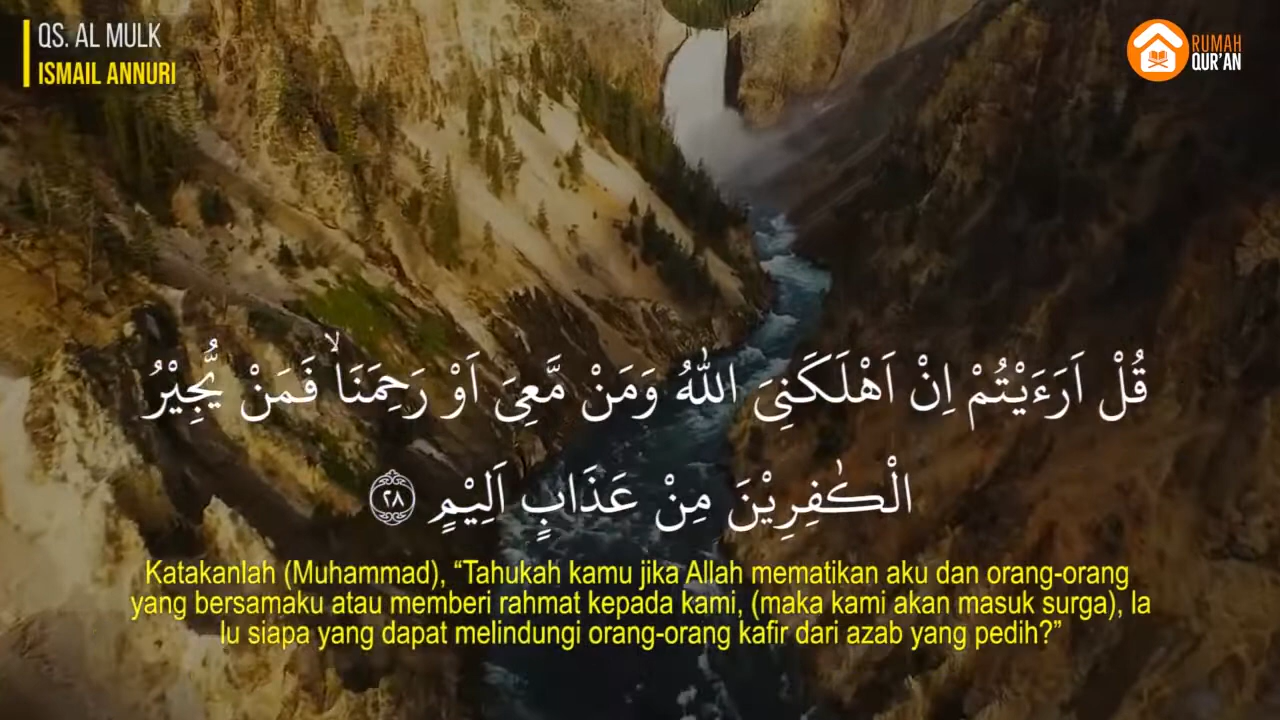 QS. AL MULK
ISMAIL ANNURI
RUMAH
QUR'AN
قُلْ اَرَءَيْتُمْ اِنْ اَهْلَكَنِيَ اللّٰهُ وَمَنْ مَّعِيَ اَوْ رَحِمَنَاۙ فَمَنْ يُّجِيْرُ
الْكٰفِرِيْنَ مِنْ عَذَابٍ اَلِيْمٍ ٢٨
Katakanlah (Muhammad), “Tahukah kamu jika Allah mematikan aku dan orang-orang
yang bersamaku atau memberi rahmat kepada kami, (maka kami akan masuk surga), la
lu siapa yang dapat melindungi orang-orang kafir dari azab yang pedih?”